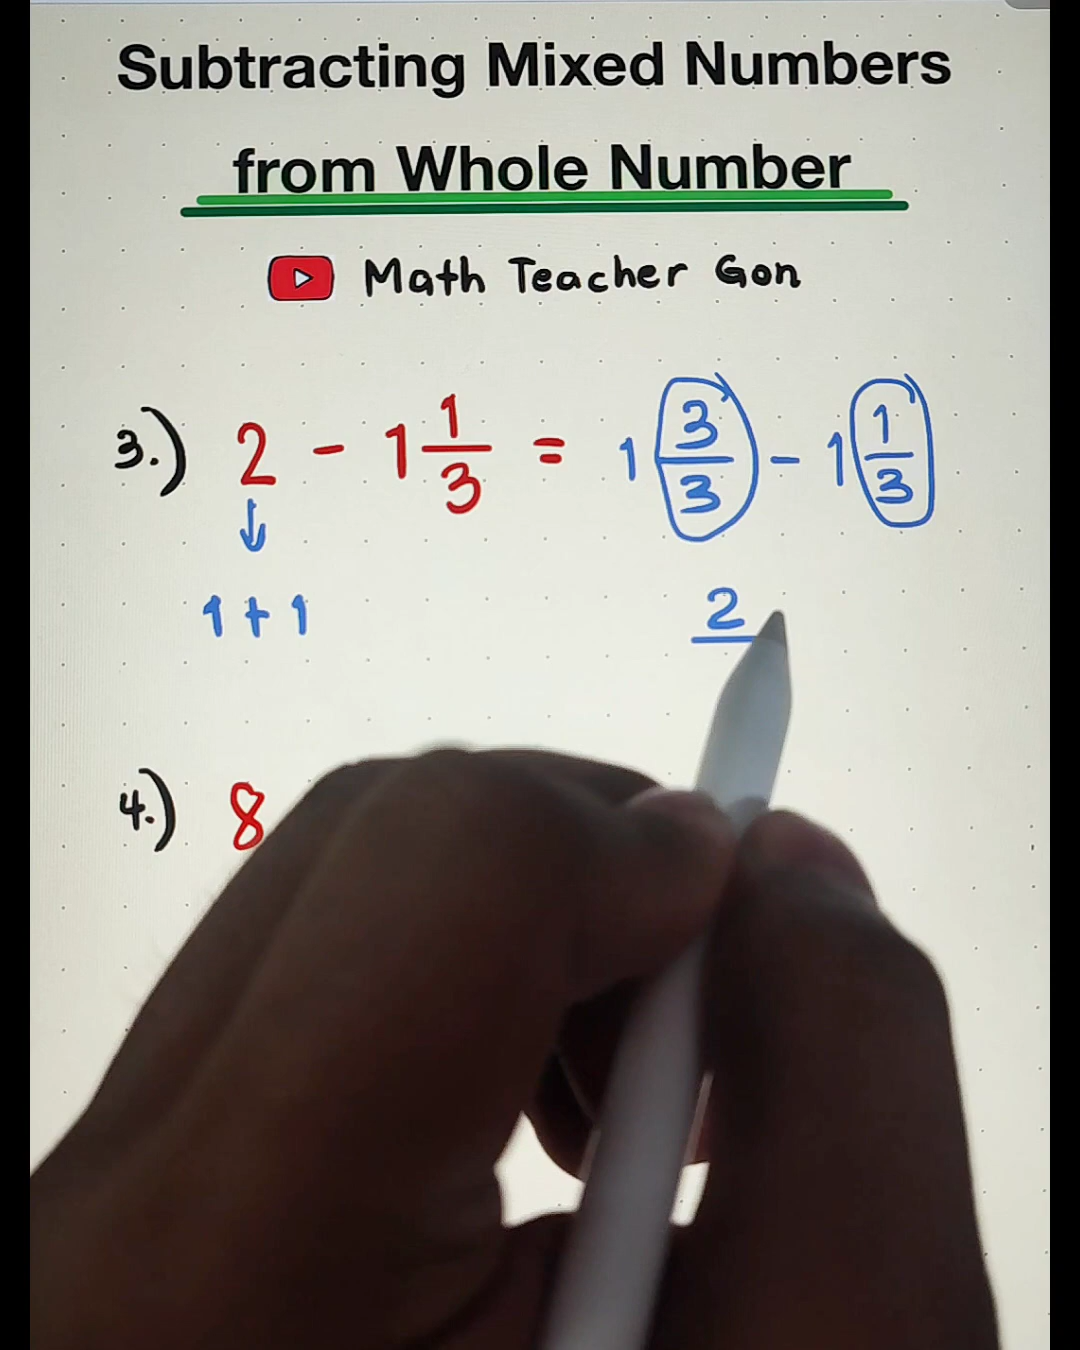 Subtracting Mixed Numbers
from Whole Number
Math Teacher Gon
3.) 2 - 1 1/3 = 1 3/3 - 1 1/3
1 + 1
2
4.) 8